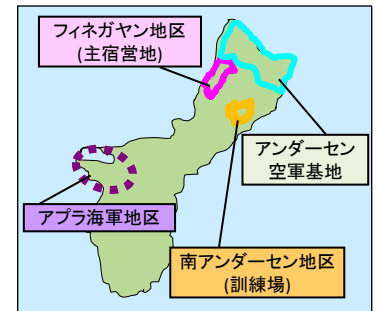 フィネガヤン地区
(主宿営地)
アンダーセン
空軍基地
アプラ海軍地区
南アンダーセン地区
(訓練場)